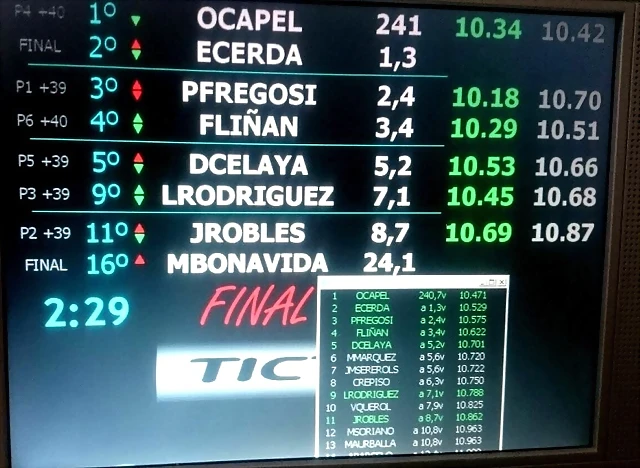 P4 +40 1º OCAPEL 241 10.34 10.42
FINAL 2º ECERDA 1,3
P1 +39 3º PFREGOSI 2,4 10.18 10.70
P6 +40 4º FLIÑAN 3,4 10.29 10.51
P5 +39 5º DCELAYA 5,2 10.53 10.66
P3 +39 9º LRODRIGUEZ 7,1 10.45 10.68
P2 +39 11º JROBLES 8,7 10.69 10.87
FINAL 16º MBONAVIDA 24,1
2:29 FINAL
TIC
1 OCAPEL 240,7v 10.471
2 ECERDA a 1,3v 10.529
3 PFREGOSI a 2,4v 10.575
4 FLIÑAN a 3,4v 10.622
5 DCELAYA a 5,2v 10.701
6 MMARQUEZ a 5,6v 10.720
7 JMSEREROLS a 5,6v 10.722
8 CREPISO a 6,3v 10.750
9 LRODRIGUEZ a 7,1v 10.788
10 VQUEROL a 7,9v 10.825
11 JROBLES a 8,7v 10.862
12 MSORIANO a 10,8v 10.963
13 MAURBALLA a 10,8v 10.963